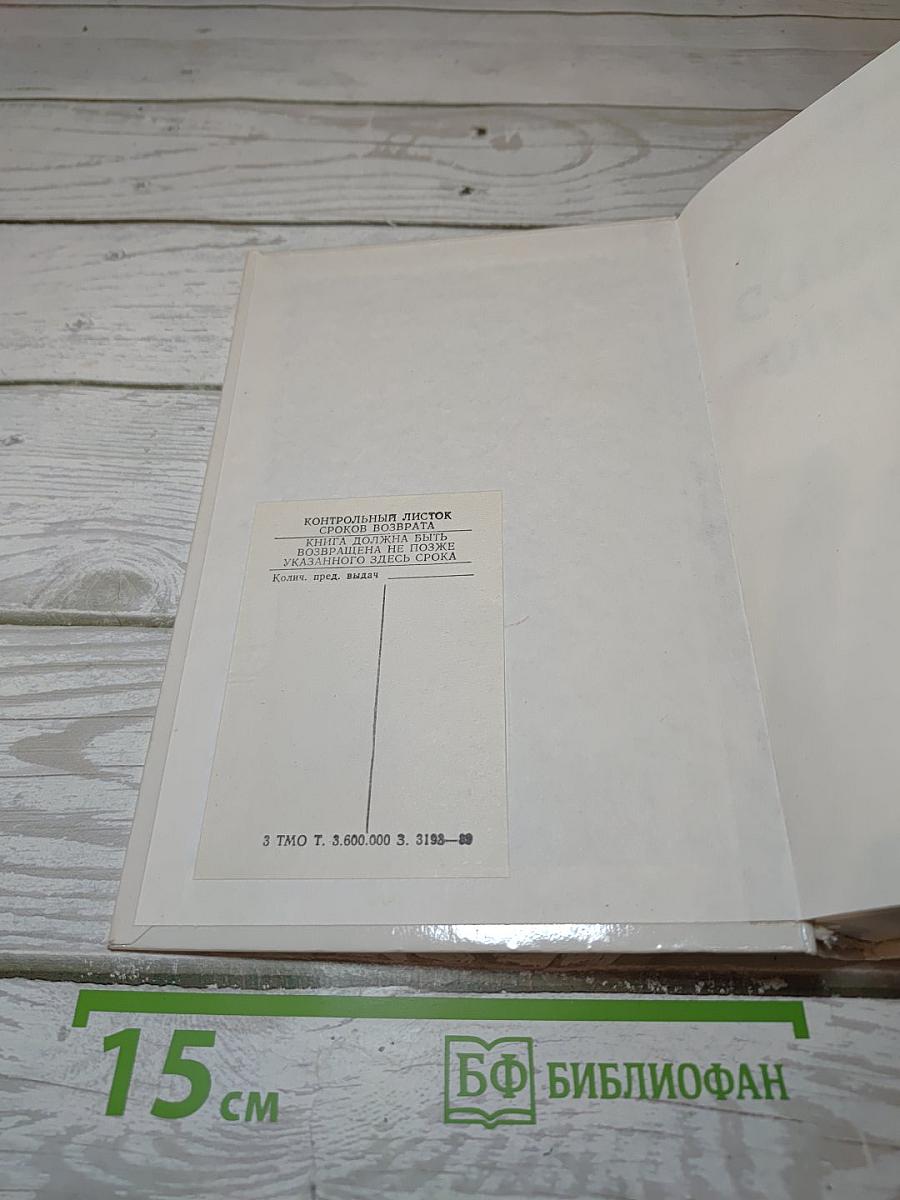 КОНТРОЛЬНЫЙ ЛИСТОК
СРОКОВ ВОЗВРАТА
КНИГА ДОЛЖНА БЫТЬ
ВОЗВРАЩЕНА НЕ ПОЗЖЕ
УКАЗАННОГО ЗДЕСЬ СРОКА
Колич. пред. выдач
3 ТМО Т. 3.600.000 З. 3193—89
15 см
БФ БИБЛИОФАН